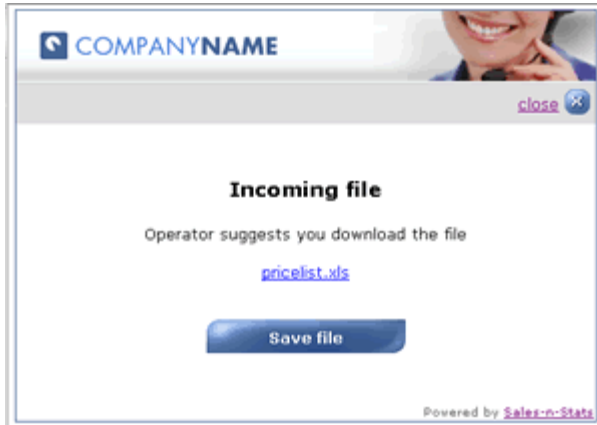 COMPANYNAME
close
Incoming file
Operator suggests you download the file
pricelist.xls
Save file
Powered by Sales-n-Stats